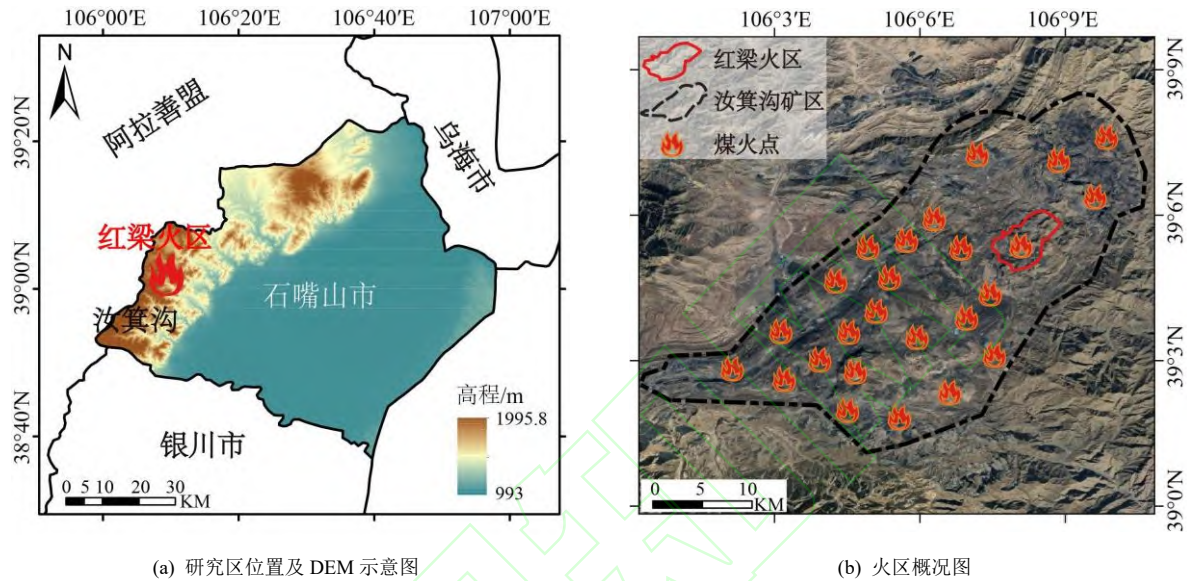 106°0′E
106°20′E
106°40′E
107°00′E
39°20′N
39°00′N
38°40′N
N
阿拉善盟
乌海市
红梁火区
石嘴山市
汝箕沟
银川市
高程/m
1995.8
993
0 5 10 20 30
KM
(a) 研究区位置及 DEM 示意图
106°3′E
106°6′E
106°9′E
39°9′N
39°6′N
39°3′N
39°0′N
红梁火区
汝箕沟矿区
煤火点
0 5 10
KM
(b) 火区概况图